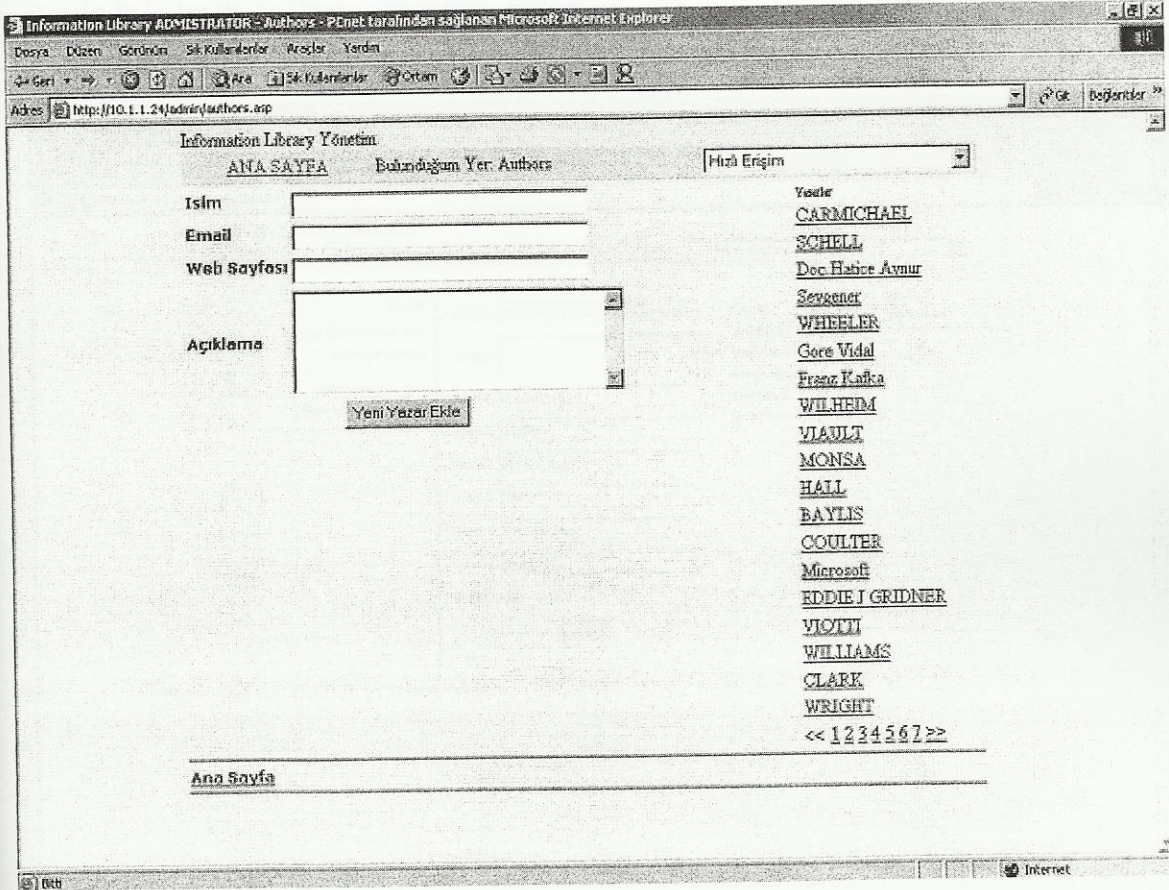 Information Library ADMISTRATOR - Authors - PCnet tarafından sağlanan Microsoft Internet Explorer
Dosya Düzen Görünüm Sık Kullanılanlar Araçlar Yardım
Geri Ara Sık Kullanılanlar Ortam
Adres http://10.1.1.24/admin/authors.asp Git Bağlantılar »
Information Library Yönetim
ANA SAYFA Bulunduğum Yer: Authors Hızlı Erişim
Isim
Email
Web Sayfası
Açıklama
Yeni Yazar Ekle
CARMICHAEL
SCHELL
Doc.Hatice Aynur
Sevgener
WHEELER
Gore Vidal
Franz Kafka
WILHEIM
VIAULT
MONSA
HALL
BAYLIS
COULTER
Microsoft
EDDIE J GRIDNER
VIOTTI
WILLIAMS
CLARK
WRIGHT
<< 1 2 3 4 5 6 7 >>
Ana Sayfa
Bitti Internet